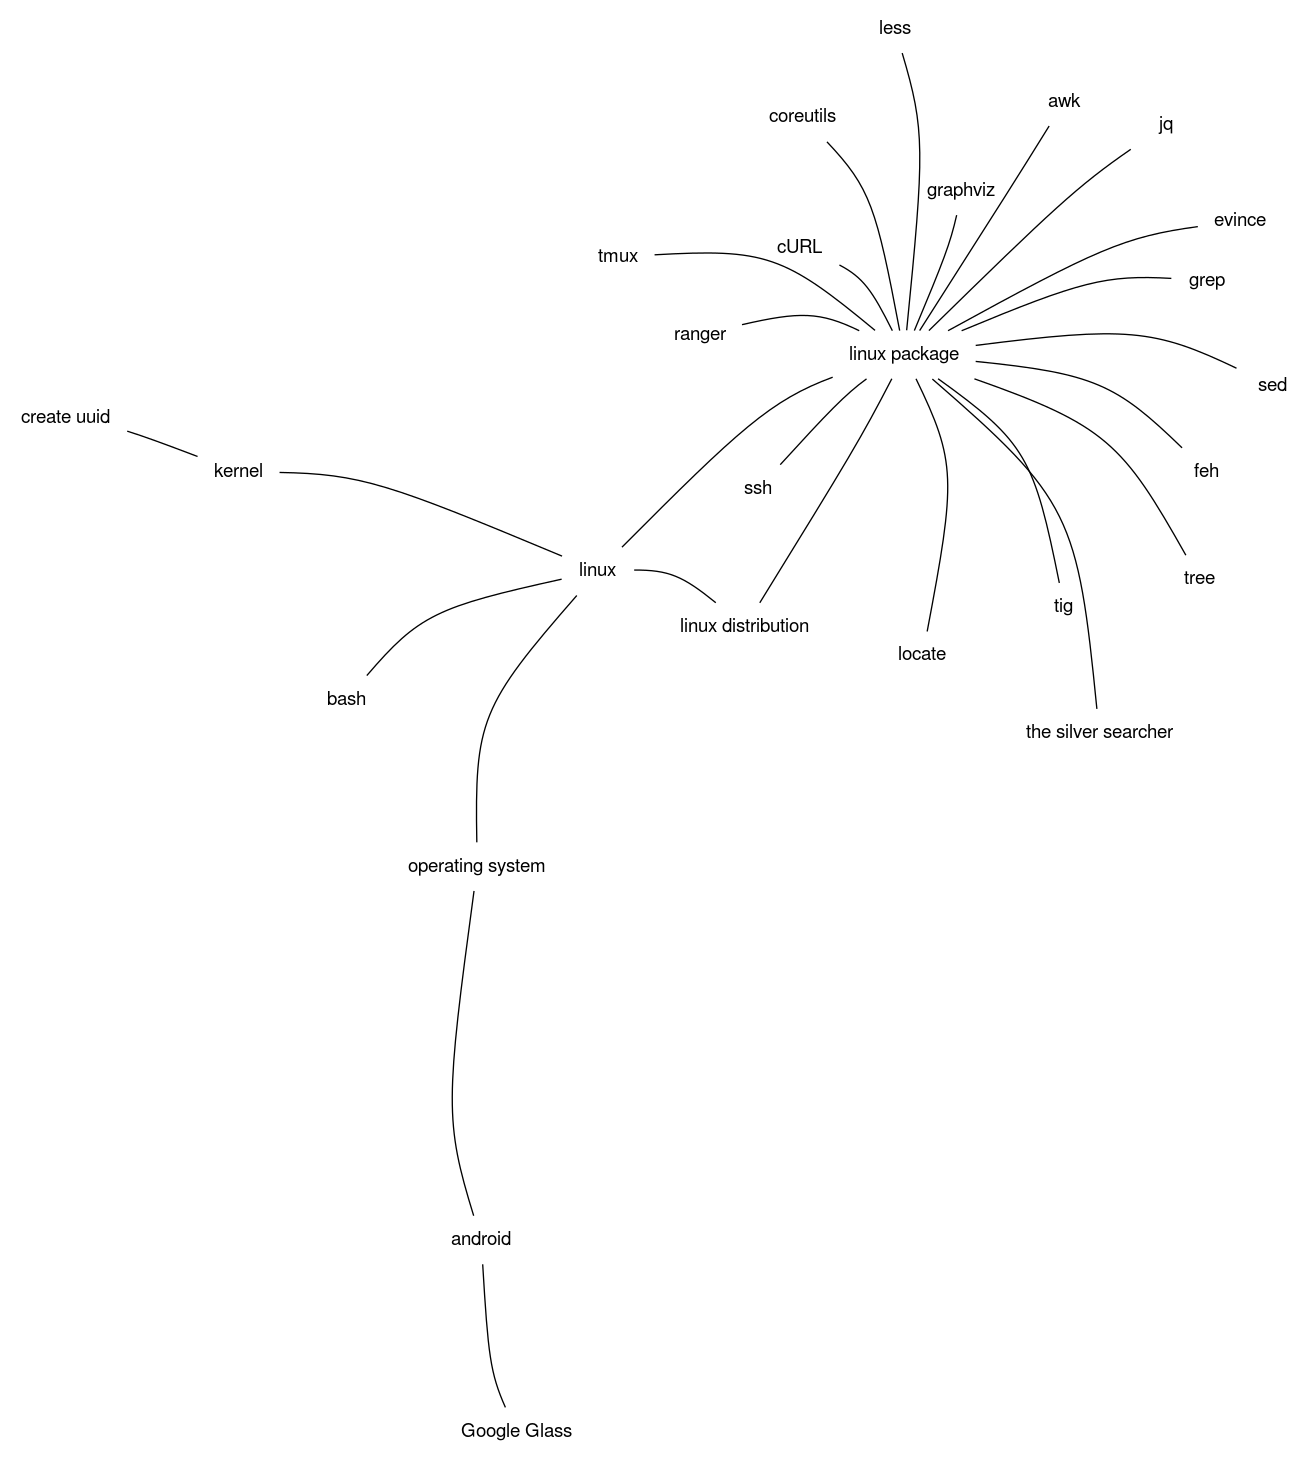 less
awk
coreutils
jq
graphviz
evince
cURL
tmux
grep
ranger
linux package
sed
create uuid
kernel
feh
ssh
linux
tree
tig
linux distribution
locate
bash
the silver searcher
operating system
android
Google Glass